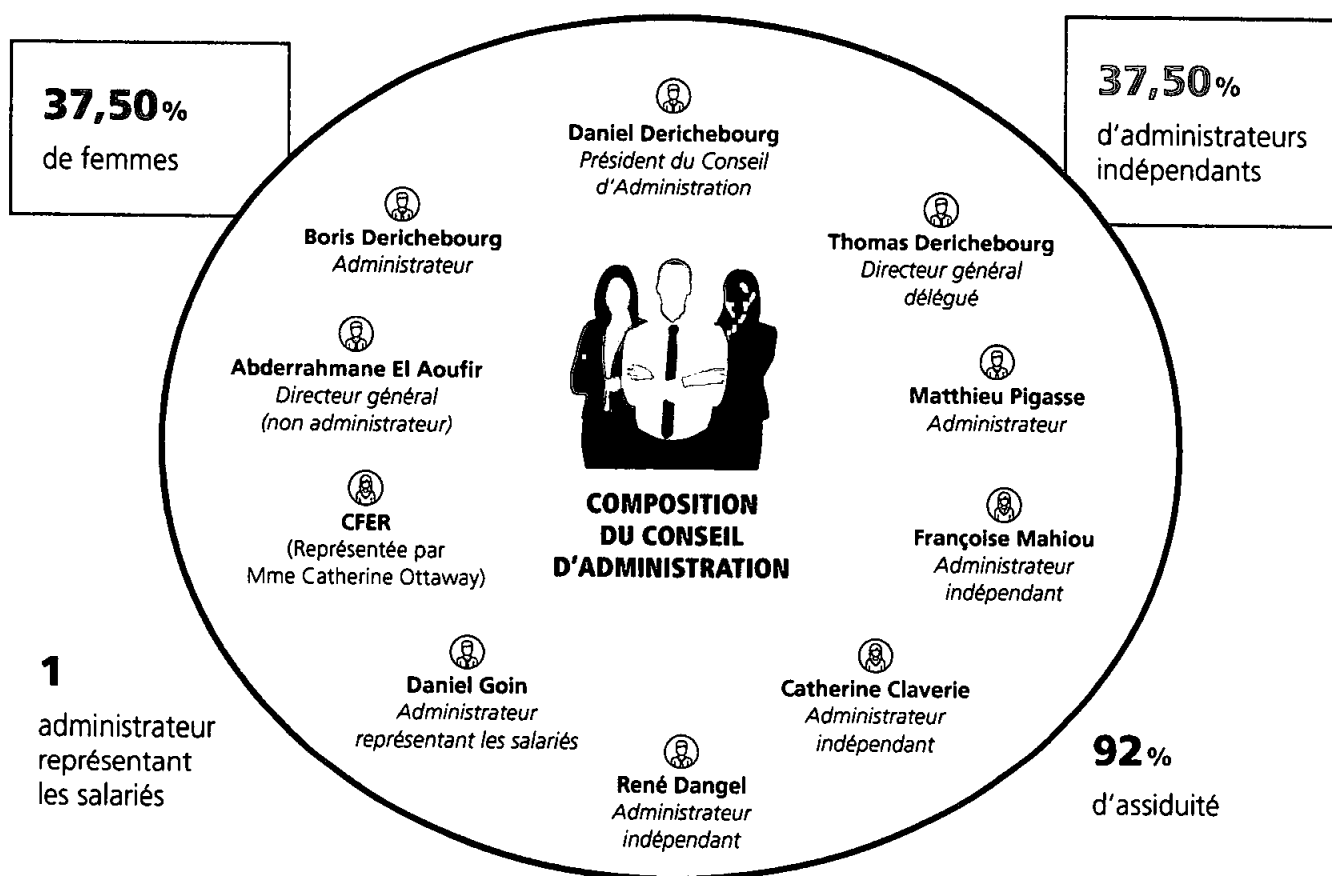 37,50%
de femmes
37,50%
d'administrateurs
indépendants
Daniel Derichebourg
Président du Conseil
d'Administration
Boris Derichebourg
Administrateur
Thomas Derichebourg
Directeur général
délégué
Abderrahmane El Aoufir
Directeur général
(non administrateur)
Matthieu Pigasse
Administrateur
CFER
(Représentée par
Mme Catherine Ottaway)
COMPOSITION
DU CONSEIL
D'ADMINISTRATION
Françoise Mahiou
Administrateur
indépendant
Daniel Goin
Administrateur
représentant les salariés
Catherine Claverie
Administrateur
indépendant
René Dangel
Administrateur
indépendant
1
administrateur
représentant
les salariés
92%
d'assiduité